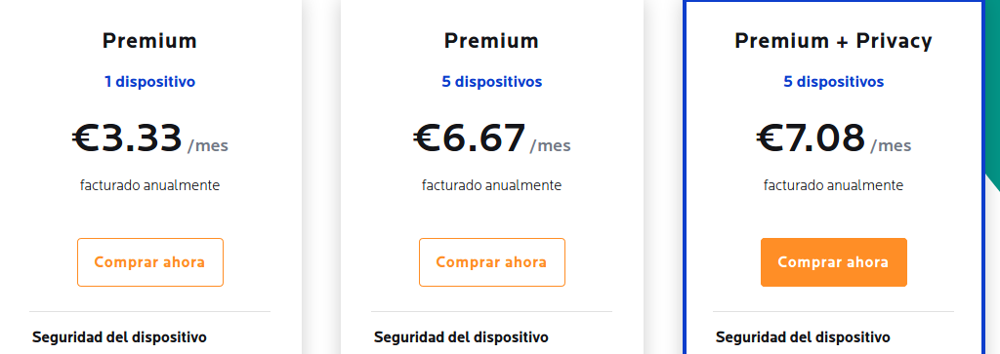 Premium
1 dispositivo
€3.33 /mes
facturado anualmente
Comprar ahora
Seguridad del dispositivo
Premium
5 dispositivos
€6.67 /mes
facturado anualmente
Comprar ahora
Seguridad del dispositivo
Premium + Privacy
5 dispositivos
€7.08 /mes
facturado anualmente
Comprar ahora
Seguridad del dispositivo